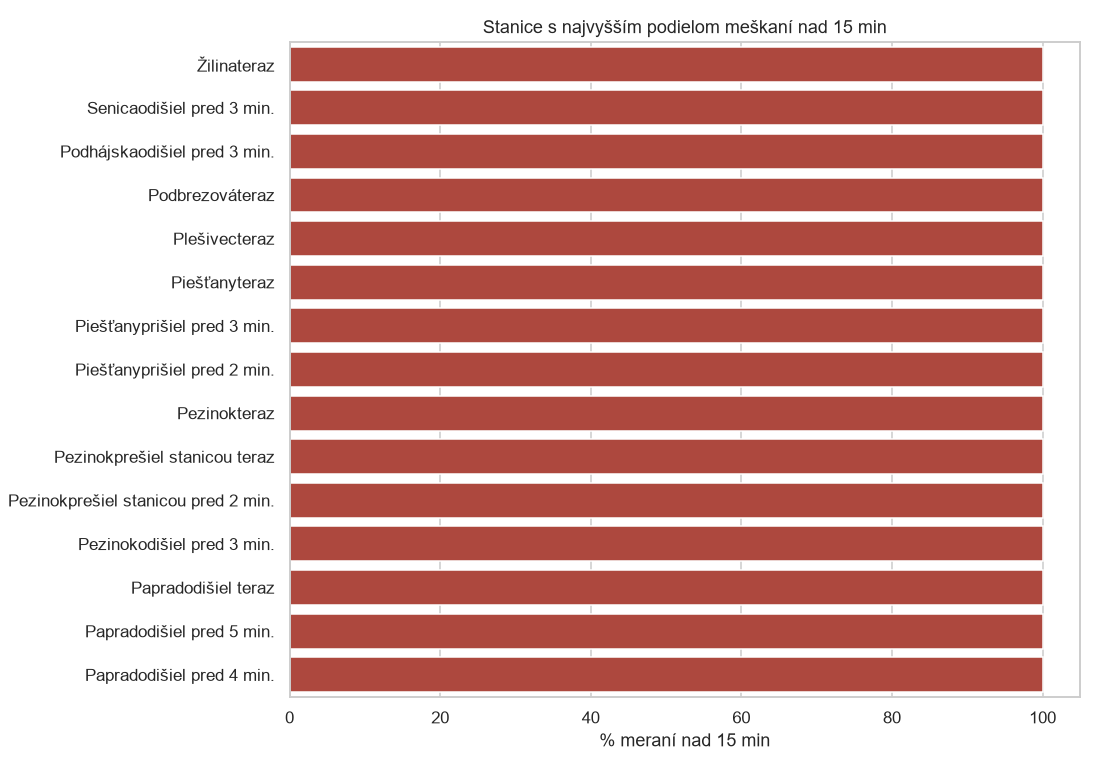 Stanice s najvyšším podielom meškaní nad 15 min
Žilinateraz
Senicaodišiel pred 3 min.
Podhájskaodišiel pred 3 min.
Podbrezováteraz
Plešivecteraz
Piešťanyteraz
Piešťanyprišiel pred 3 min.
Piešťanyprišiel pred 2 min.
Pezinokteraz
Pezinokprešiel stanicou teraz
Pezinokprešiel stanicou pred 2 min.
Pezinokodišiel pred 3 min.
Papradodišiel teraz
Papradodišiel pred 5 min.
Papradodišiel pred 4 min.
0 20 40 60 80 100
% meraní nad 15 min